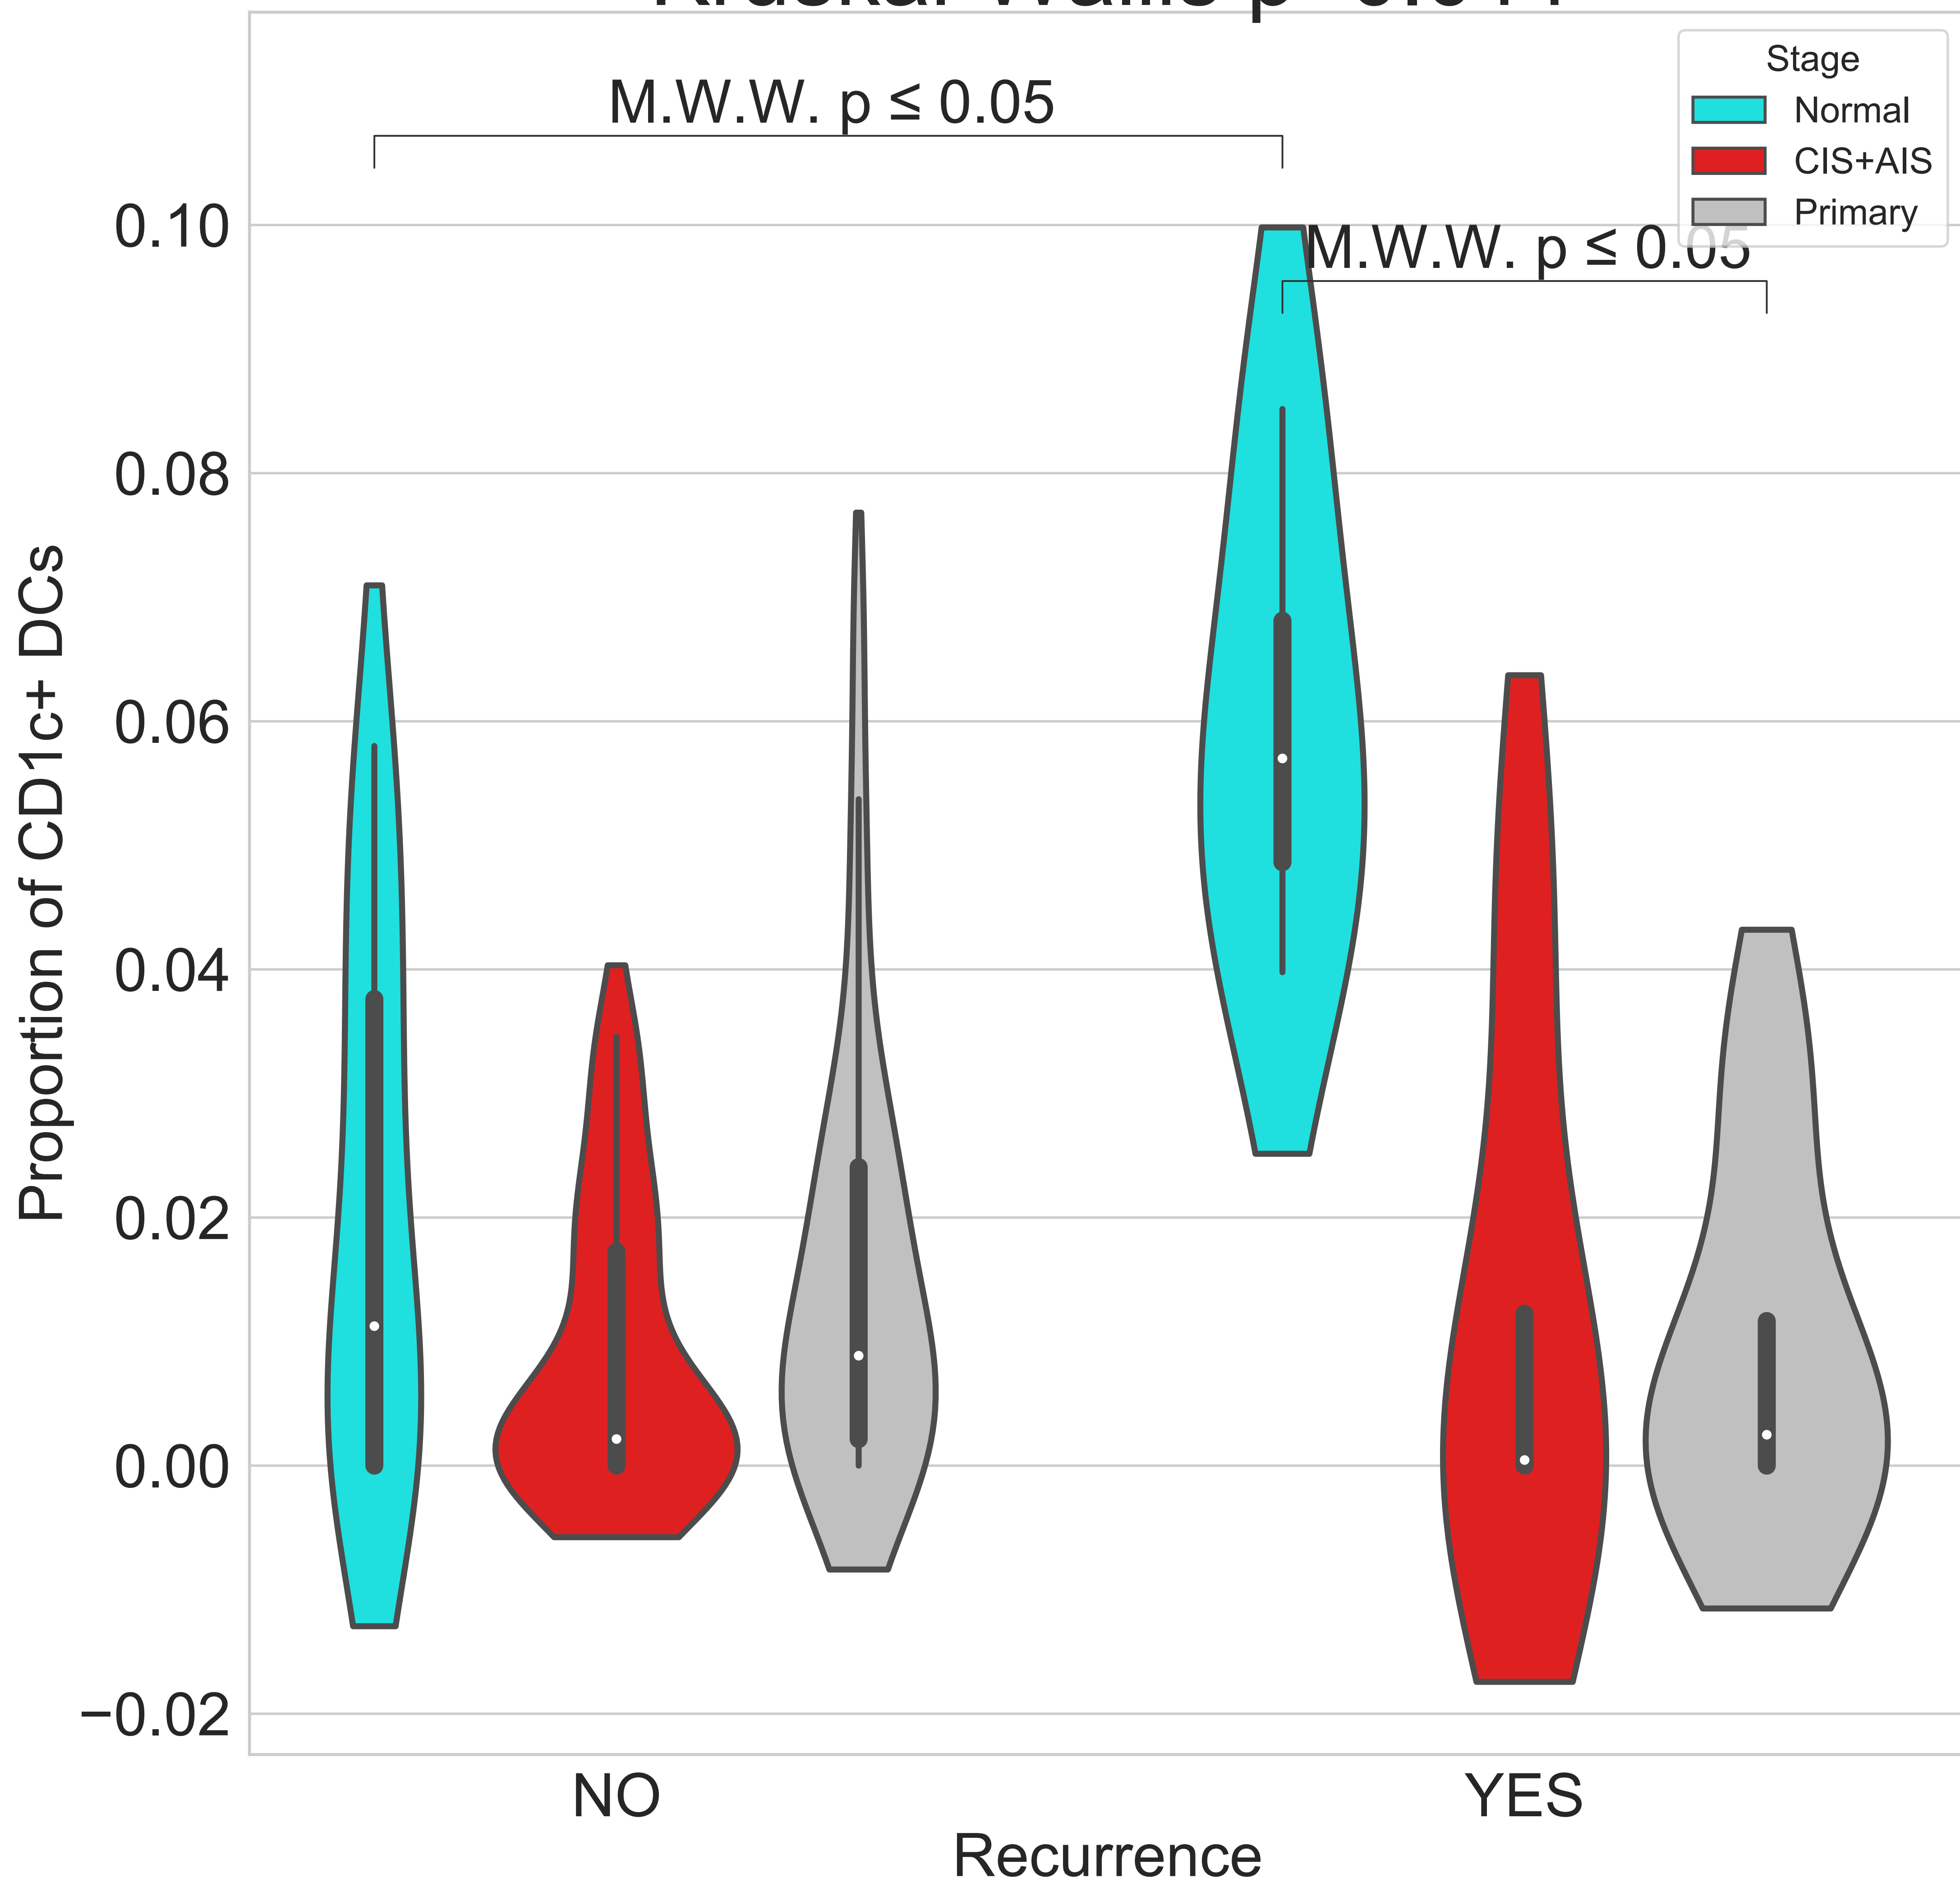 M.W.W. p ≤ 0.05
Stage
Normal
CIS+AIS
Primary
M.W.W. p ≤ 0.05
0.10
0.08
0.06
0.04
0.02
0.00
−0.02
Proportion of CD1c+ DCs
NO
YES
Recurrence